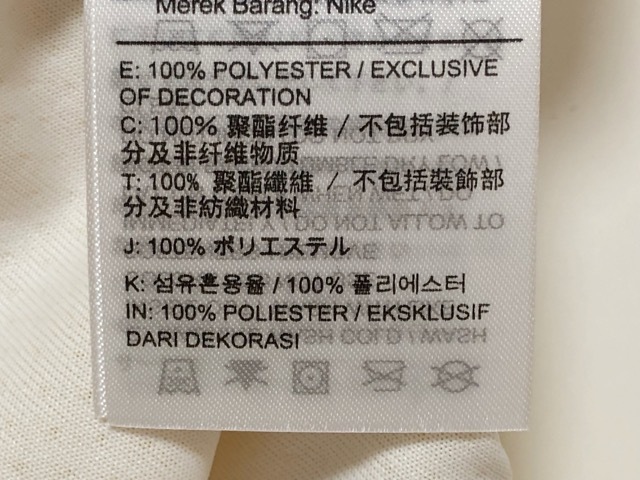 Merek Barang: Nike
E: 100% POLYESTER / EXCLUSIVE
OF DECORATION
C: 100% 聚酯纤维 / 不包括装饰部
分及非纤维物质
T: 100% 聚酯纖維 / 不包括裝飾部
分及非紡織材料
J: 100% ポリエステル
K: 섬유혼용율 / 100% 폴리에스터
IN: 100% POLIESTER / EKSKLUSIF
DARI DEKORASI